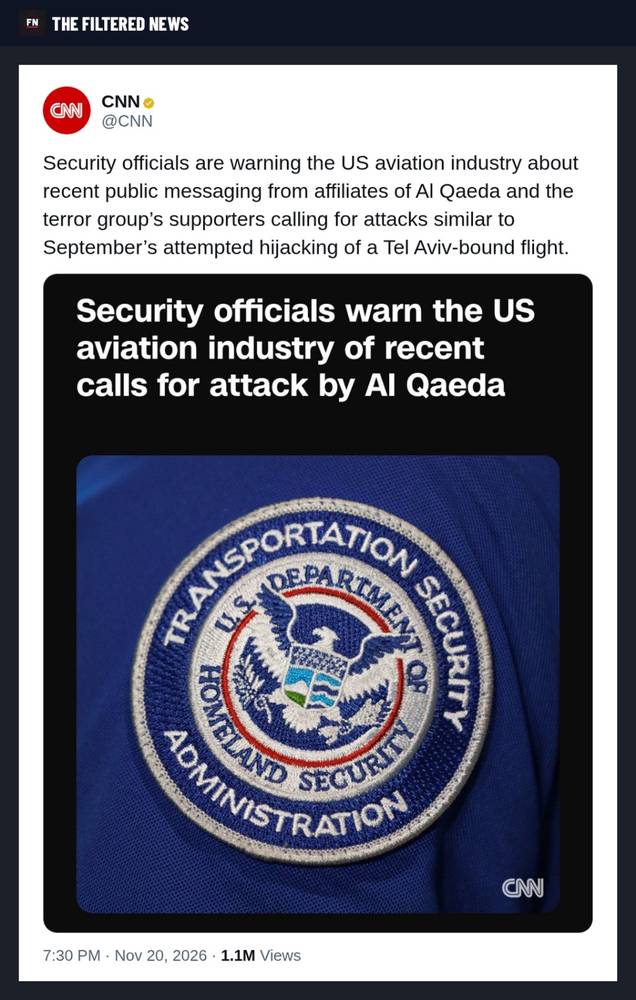 FN THE FILTERED NEWS
CNN
CNN
@CNN
Security officials are warning the US aviation industry about
recent public messaging from affiliates of Al Qaeda and the
terror group’s supporters calling for attacks similar to
September’s attempted hijacking of a Tel Aviv-bound flight.
Security officials warn the US
aviation industry of recent
calls for attack by Al Qaeda
TRANSPORTATION SECURITY
ADMINISTRATION
U.S. DEPARTMENT OF
HOMELAND SECURITY
CNN
7:30 PM · Nov 20, 2026 · 1.1M Views